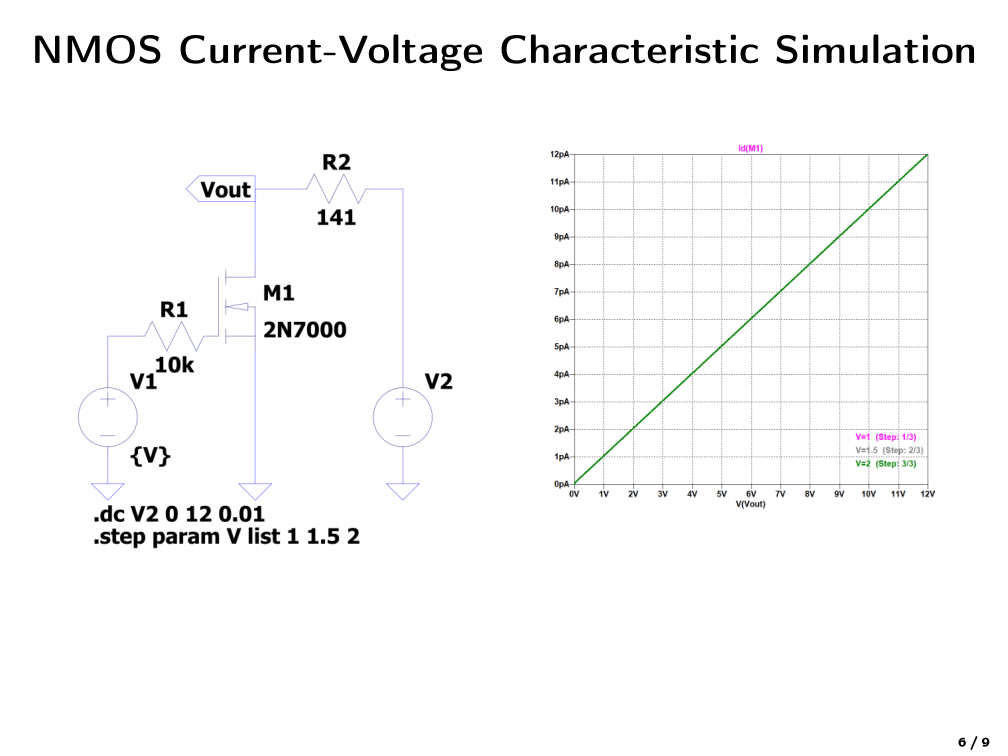 NMOS Current-Voltage Characteristic Simulation
R2
Vout
141
M1
R1
2N7000
10k
V1
V2
{V}
.dc V2 0 12 0.01
.step param V list 1 1.5 2
Id(M1)
12pA
11pA
10pA
9pA
8pA
7pA
6pA
5pA
4pA
3pA
2pA
1pA
0pA
V=1 (Step: 1/3)
V=1.5 (Step: 2/3)
V=2 (Step: 3/3)
0V 1V 2V 3V 4V 5V 6V 7V 8V 9V 10V 11V 12V
V(Vout)
6 / 9